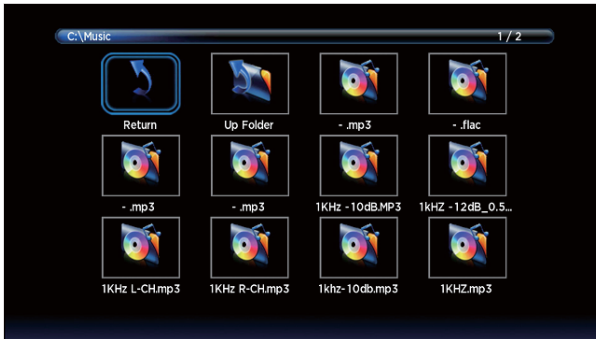 C:\Music 1 / 2
Return Up Folder - .mp3 - .flac
- .mp3 - .mp3 1KHz -10dB.MP3 1kHZ -12dB_0.5...
1KHz L-CH.mp3 1KHz R-CH.mp3 1khz-10db.mp3 1KHZ.mp3